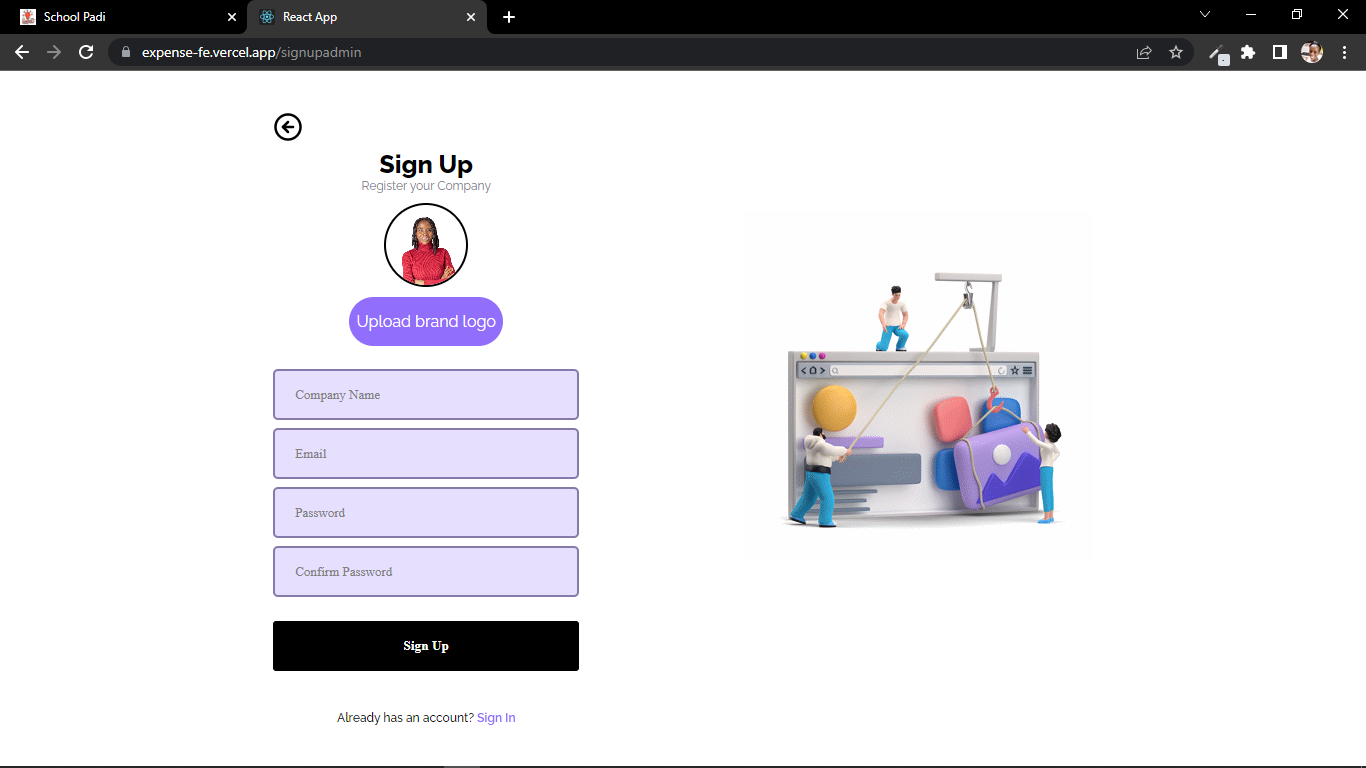 School Padi
React App
expense-fe.vercel.app/signupadmin
Sign Up
Register your Company
Upload brand logo
Company Name
Email
Password
Confirm Password
Sign Up
Already has an account? Sign In